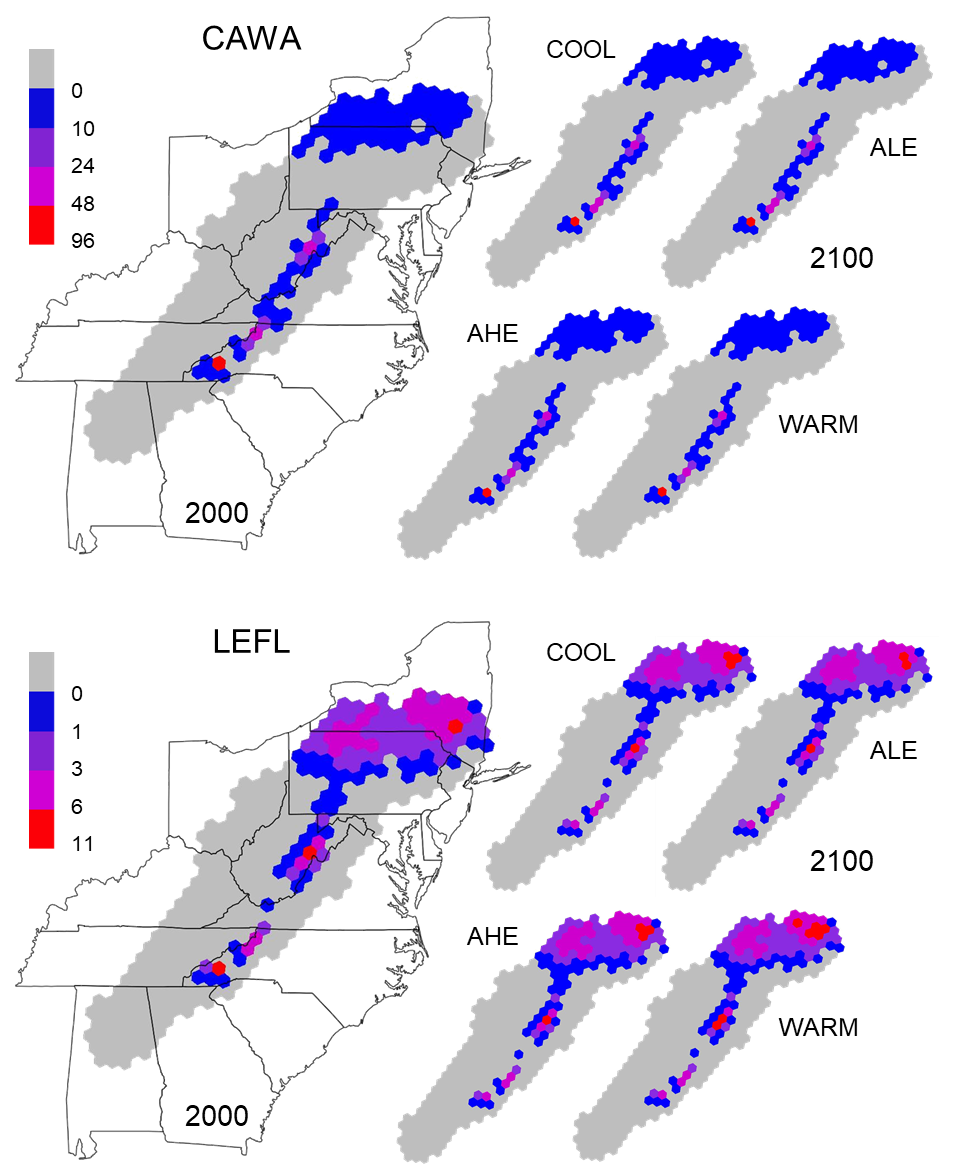 CAWA
0
10
24
48
96
2000
COOL
ALE
2100
AHE
WARM
LEFL
0
1
3
6
11
2000
COOL
ALE
2100
AHE
WARM